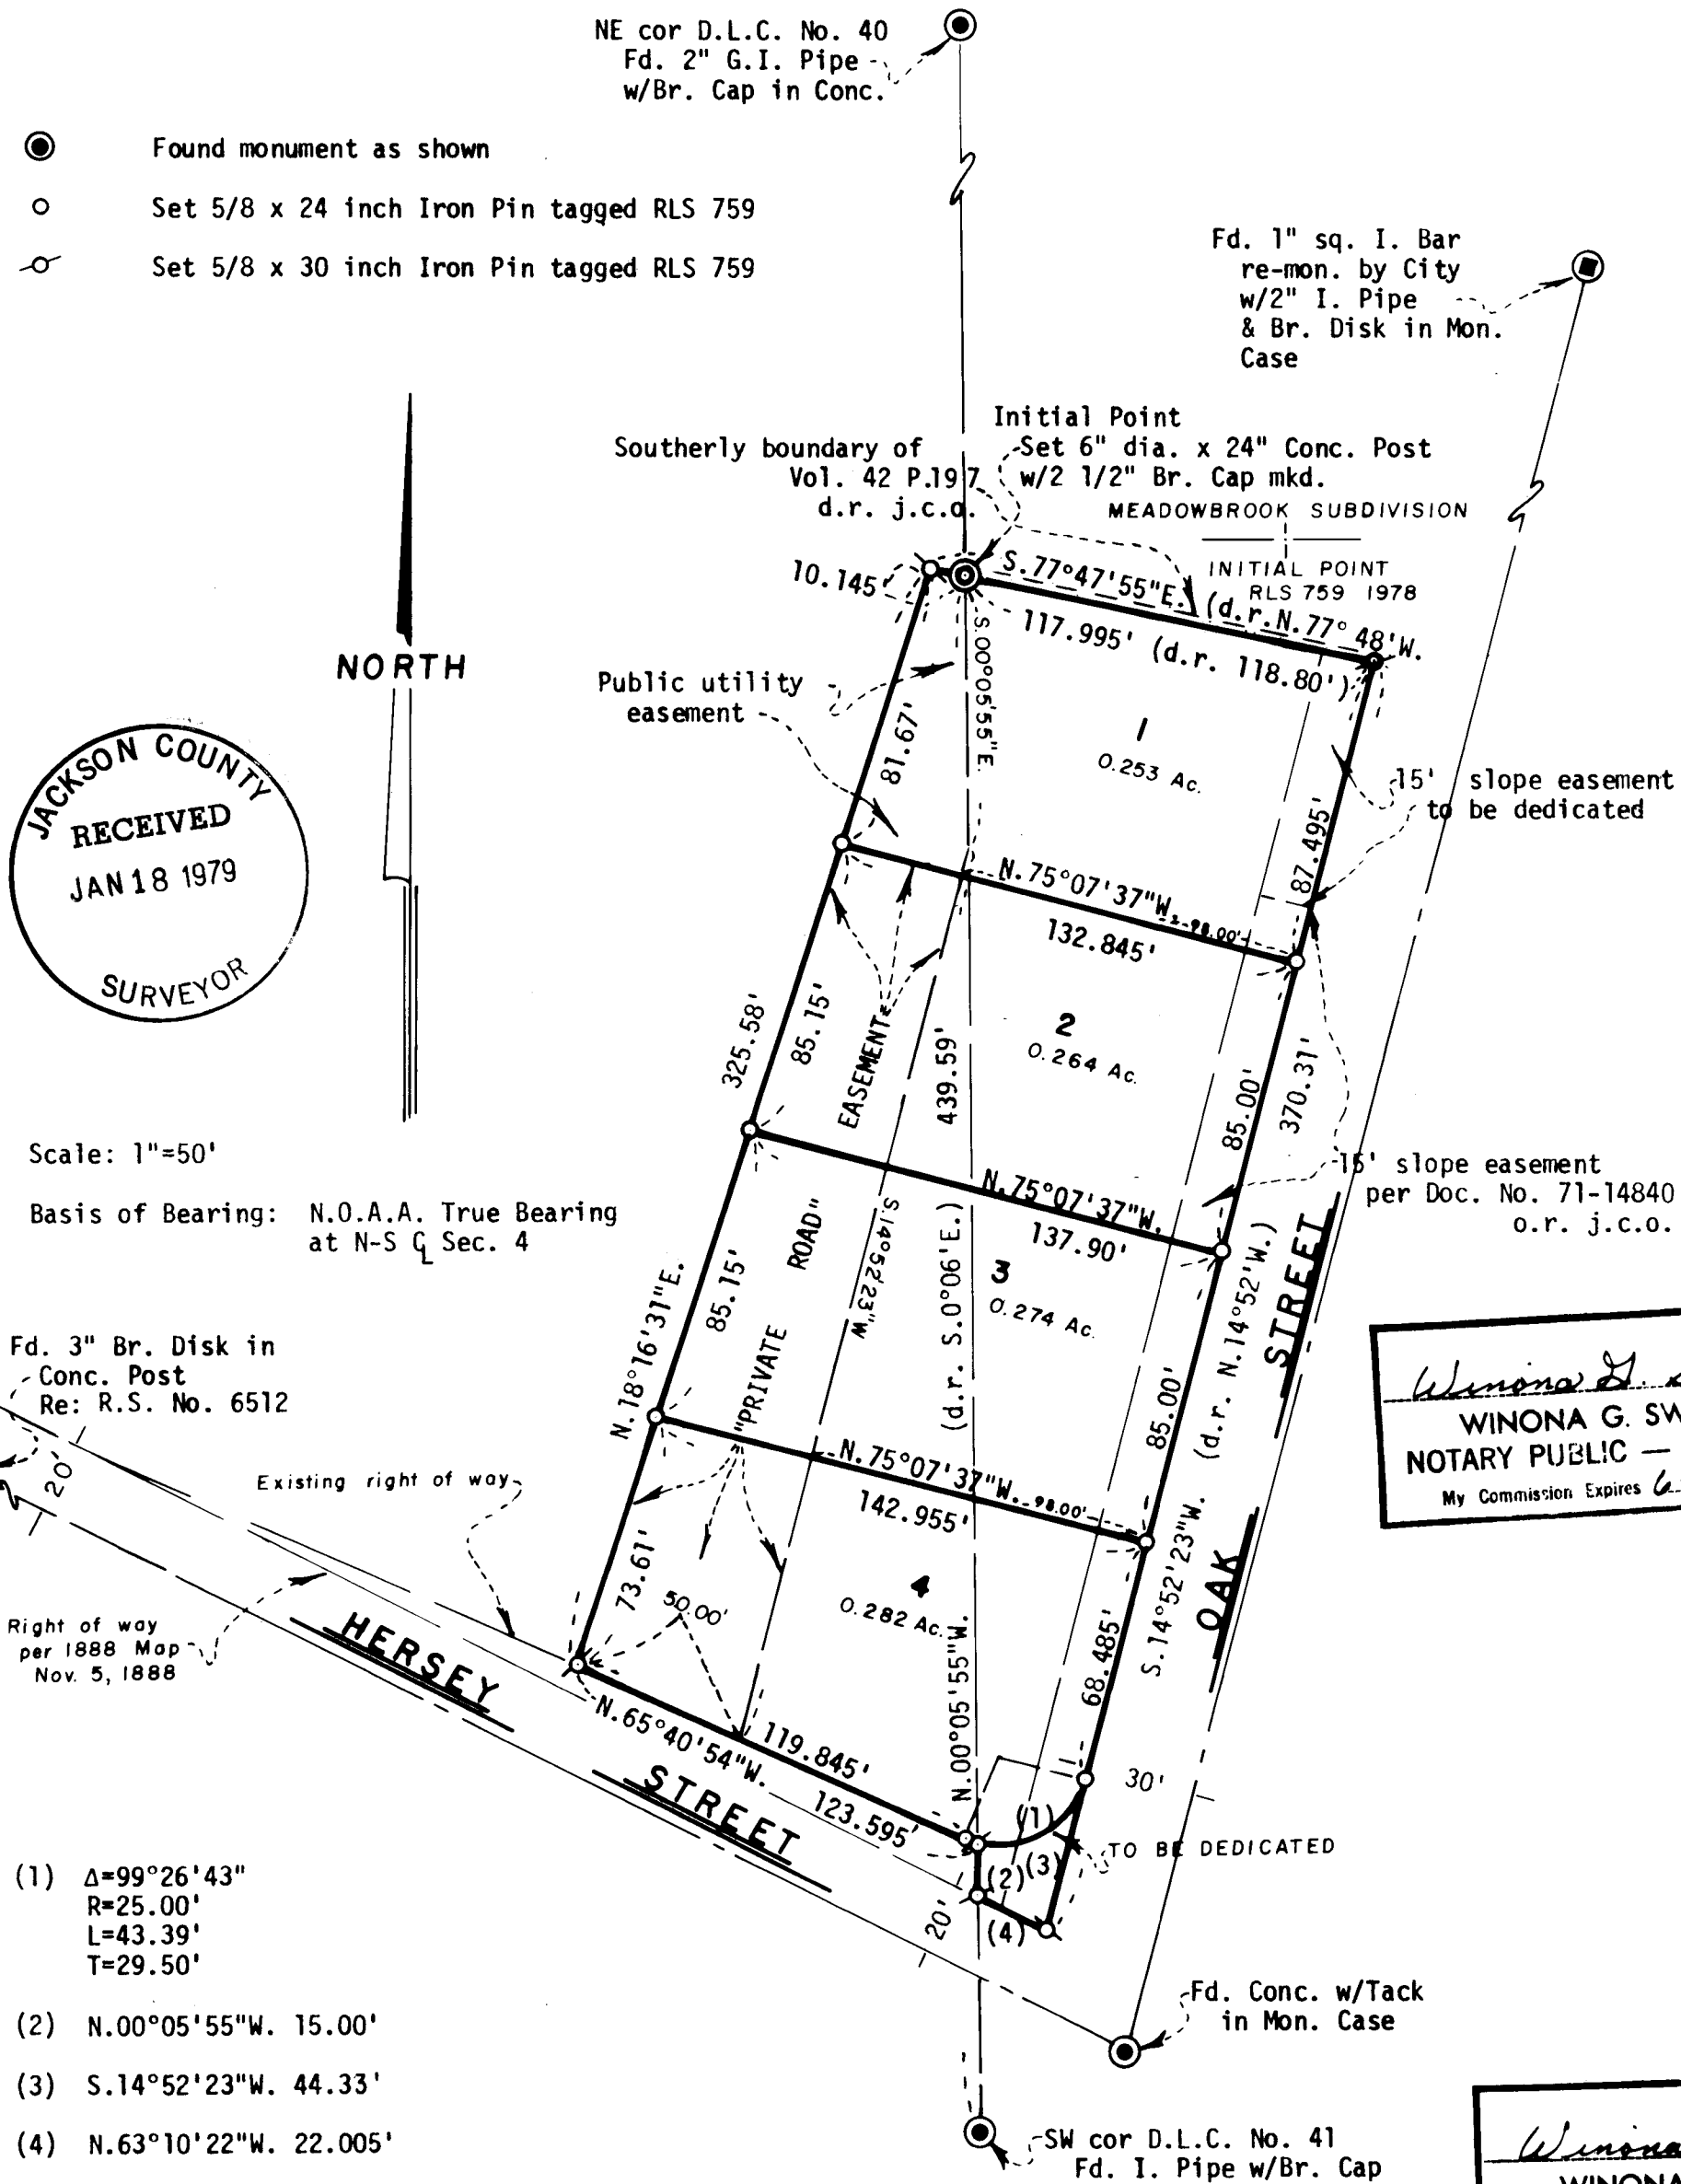 NE cor D.L.C. No. 40
Fd. 2" G.I. Pipe
w/Br. Cap in Conc.
Found monument as shown
Set 5/8 x 24 inch Iron Pin tagged RLS 759
Set 5/8 x 30 inch Iron Pin tagged RLS 759
Fd. 1" sq. I. Bar
re-mon. by City
w/2" I. Pipe
& Br. Disk in Mon.
Case
Initial Point
Set 6" dia. x 24" Conc. Post
w/2 1/2" Br. Cap mkd.
Southerly boundary of
Vol. 42 P.197
d.r. j.c.o.
MEADOWBROOK SUBDIVISION
INITIAL POINT
RLS 759 1978
10.145'
S.77°47'55"E.
(d.r. N.77°48'W.
117.995' (d.r. 118.80')
NORTH
Public utility
easement
S.00°05'55"E.
81.67'
1
0.253 Ac.
87.495'
15' slope easement
to be dedicated
JACKSON COUNTY
RECEIVED
JAN 18 1979
SURVEYOR
N.75°07'37"W.
98.00'
132.845'
325.58'
85.15'
EASEMENT"
439.59'
2
0.264 Ac.
85.00'
370.31'
Scale: 1"=50'
Basis of Bearing: N.O.A.A. True Bearing
at N-S ℄ Sec. 4
15' slope easement
per Doc. No. 71-14840
o.r. j.c.o.
N.75°07'37"W.
137.90'
N.18°16'31"E.
85.15'
"PRIVATE ROAD"
S.14°52'23"W
(d.r. S.0°06'E.)
3
0.274 Ac.
85.00'
(d.r. N.14°52'W.)
OAK STREET
Fd. 3" Br. Disk in
Conc. Post
Re: R.S. No. 6512
20'
Existing right of way
N.75°07'37"W.
98.00'
142.955'
WINONA G. SW
NOTARY PUBLIC —
My Commission Expires
Right of way
per 1888 Map
Nov. 5, 1888
HERSEY STREET
73.61'
50.00'
4
0.282 Ac.
N.00°05'55"W.
68.485'
S.14°52'23"W.
N.65°40'54"W.
119.845'
123.595'
30'
(1)
TO BE DEDICATED
(2)
(3)
(4)
20'
(1) Δ=99°26'43"
R=25.00'
L=43.39'
T=29.50'
(2) N.00°05'55"W. 15.00'
(3) S.14°52'23"W. 44.33'
(4) N.63°10'22"W. 22.005'
Fd. Conc. w/Tack
in Mon. Case
SW cor D.L.C. No. 41
Fd. I. Pipe w/Br. Cap
Winona
WINONA